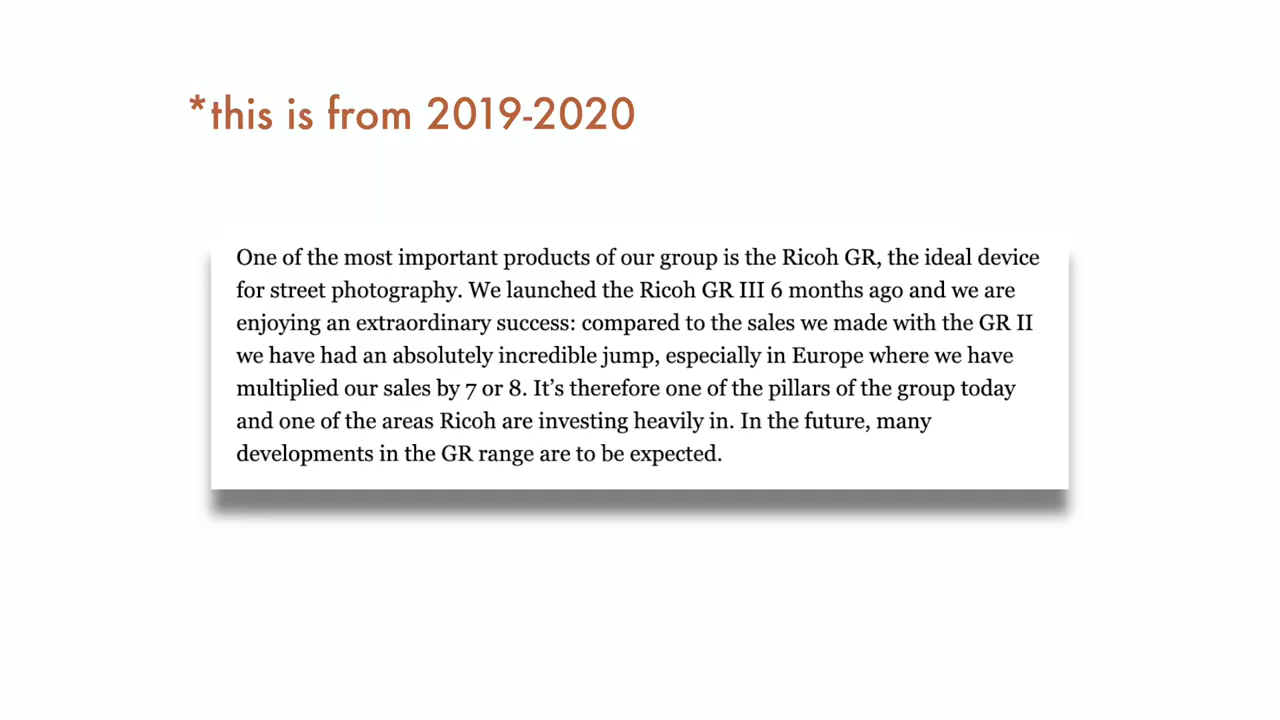 *this is from 2019-2020
One of the most important products of our group is the Ricoh GR, the ideal device
for street photography. We launched the Ricoh GR III 6 months ago and we are
enjoying an extraordinary success: compared to the sales we made with the GR II
we have had an absolutely incredible jump, especially in Europe where we have
multiplied our sales by 7 or 8. It’s therefore one of the pillars of the group today
and one of the areas Ricoh are investing heavily in. In the future, many
developments in the GR range are to be expected.